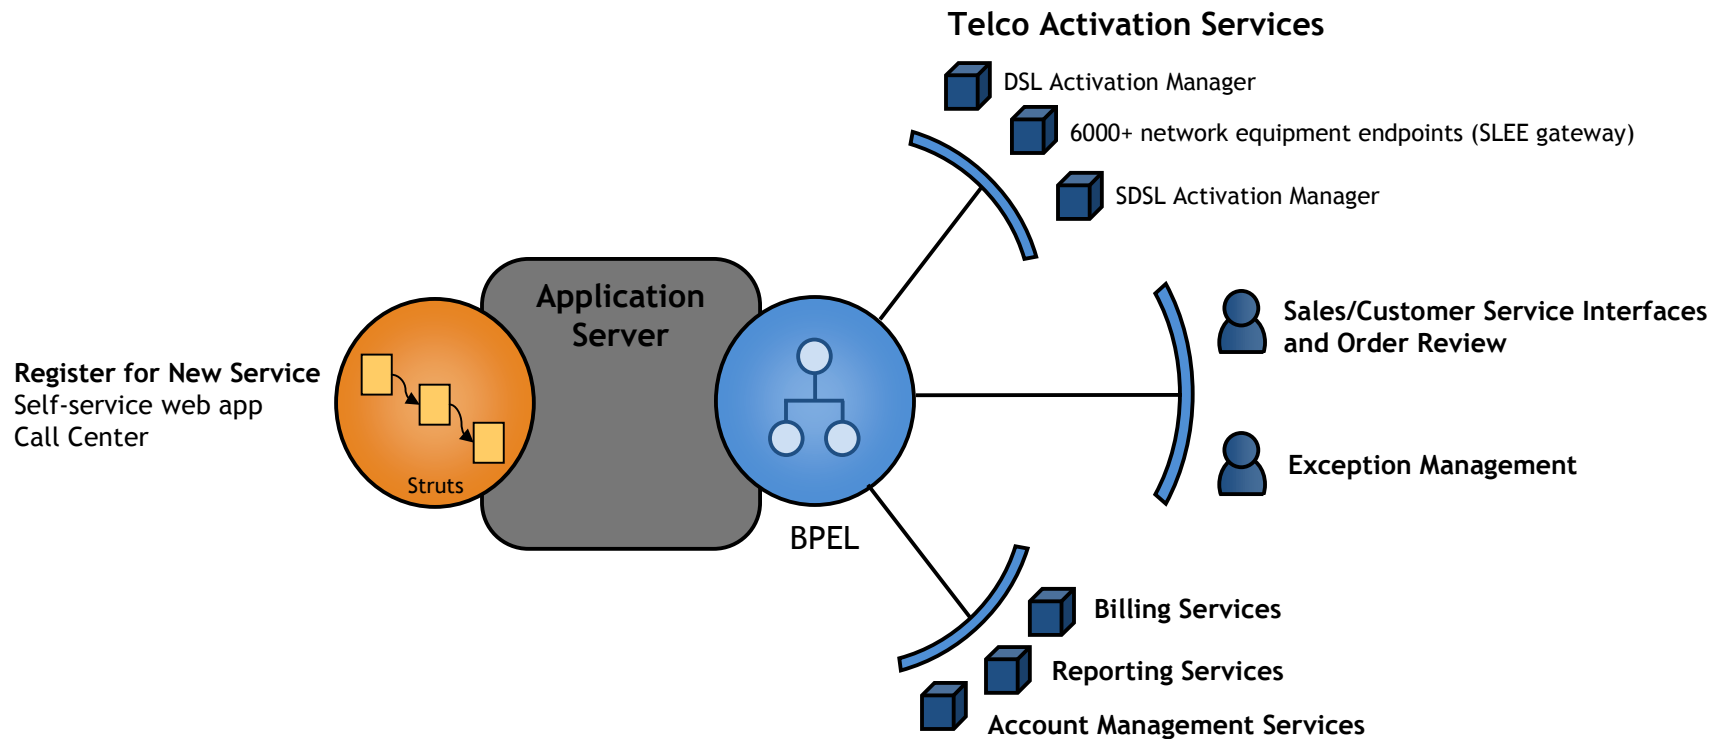 Telco Activation Services
DSL Activation Manager
6000+ network equipment endpoints (SLEE gateway)
SDSL Activation Manager
Application
Server
Sales/Customer Service Interfaces
and Order Review
Register for New Service
Self-service web app
Call Center
Struts
BPEL
Exception Management
Billing Services
Reporting Services
Account Management Services